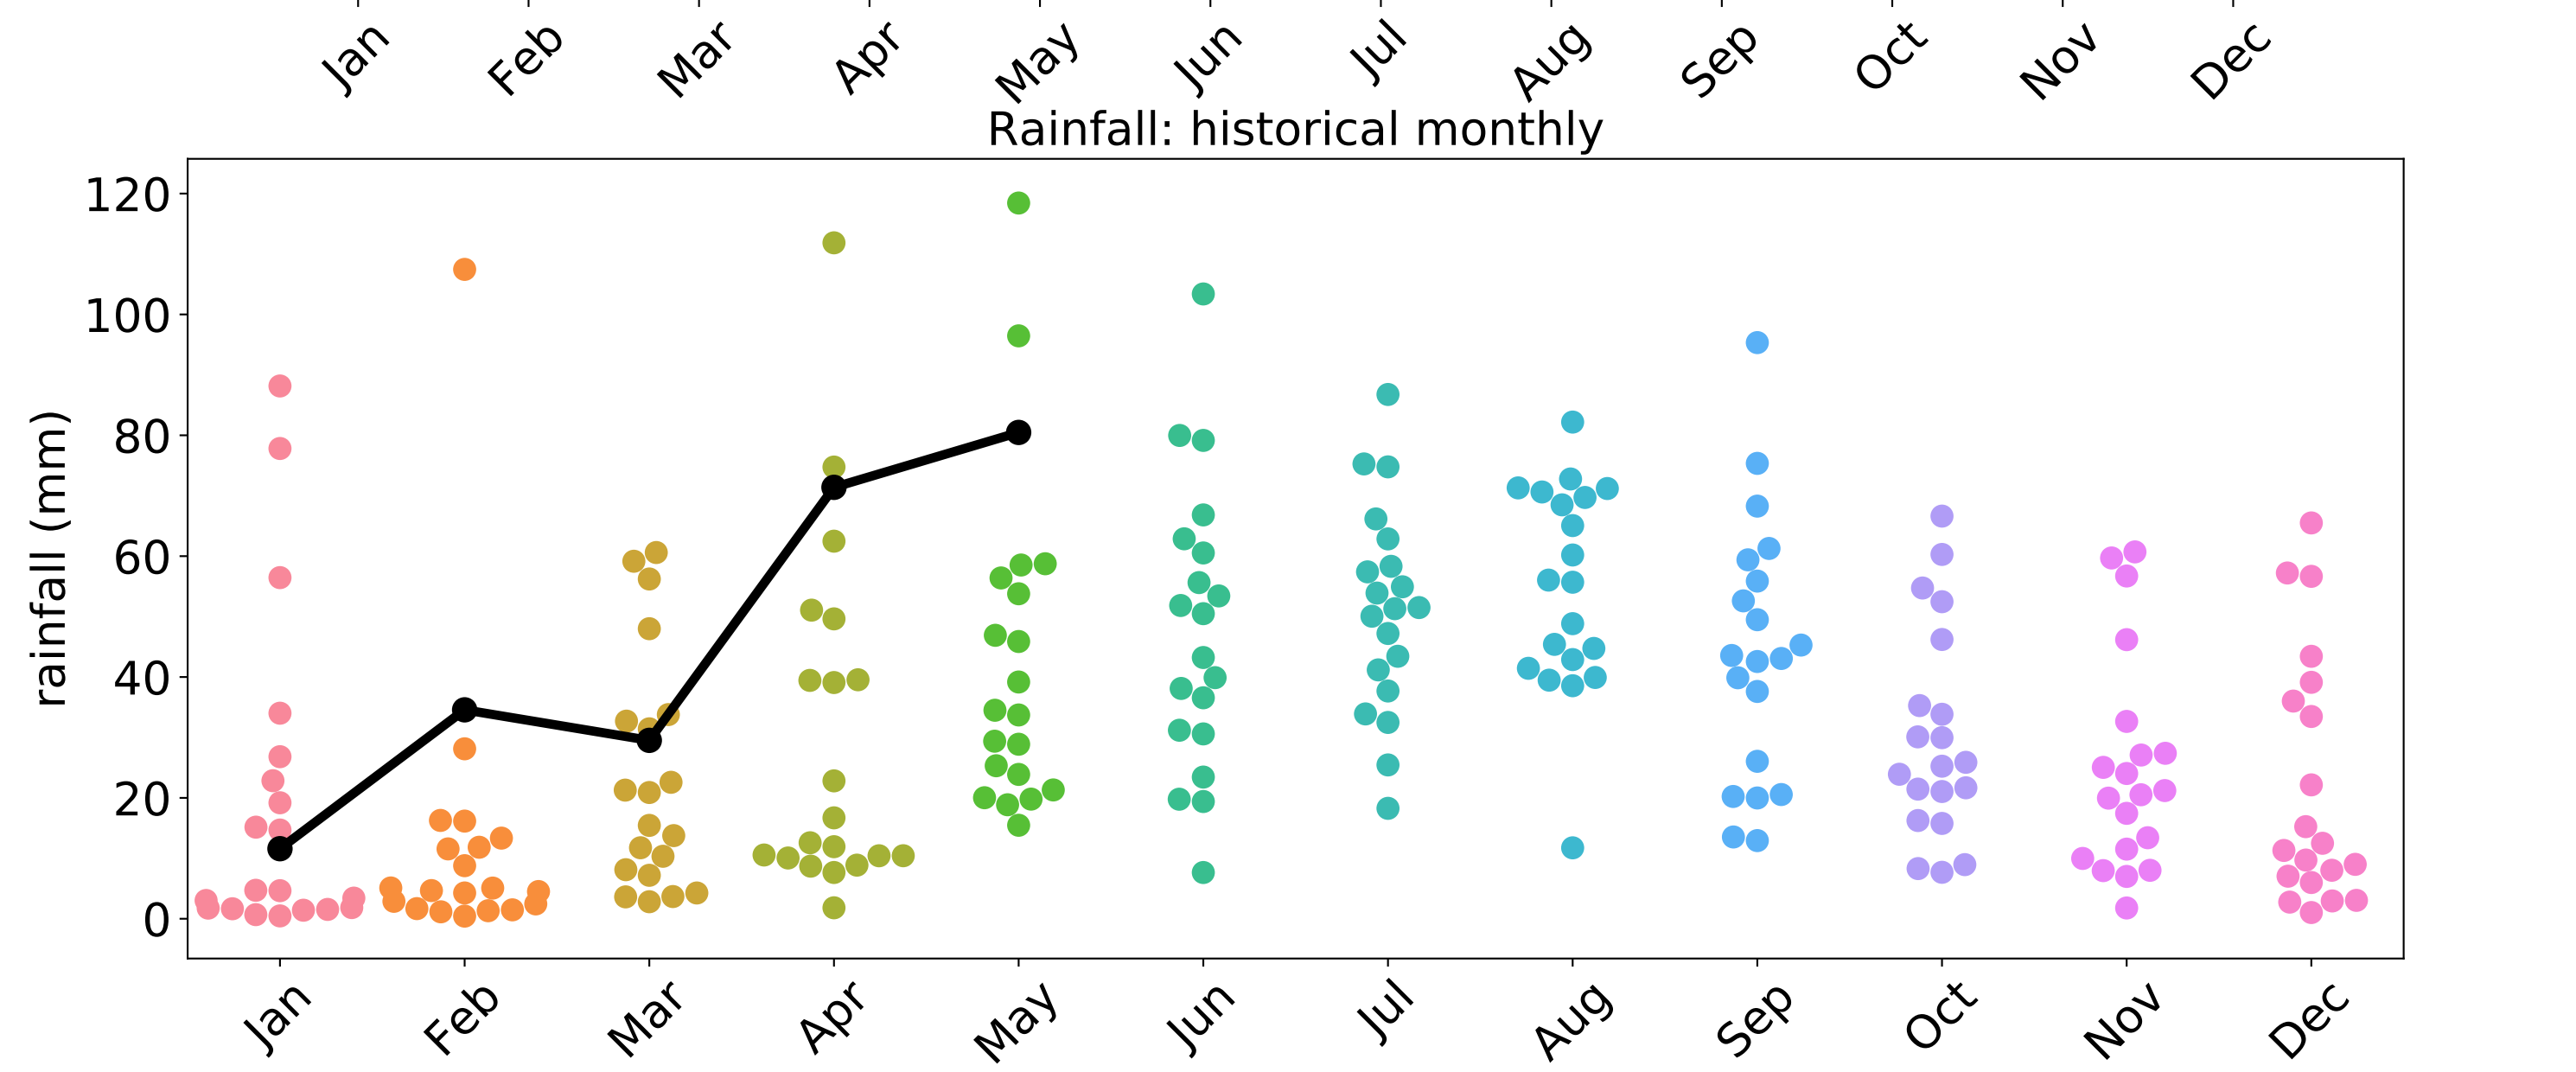 Jan Feb Mar Apr May Jun Jul Aug Sep Oct Nov Dec
Rainfall: historical monthly
120
100
80
60
40
20
0
rainfall (mm)
Jan Feb Mar Apr May Jun Jul Aug Sep Oct Nov Dec